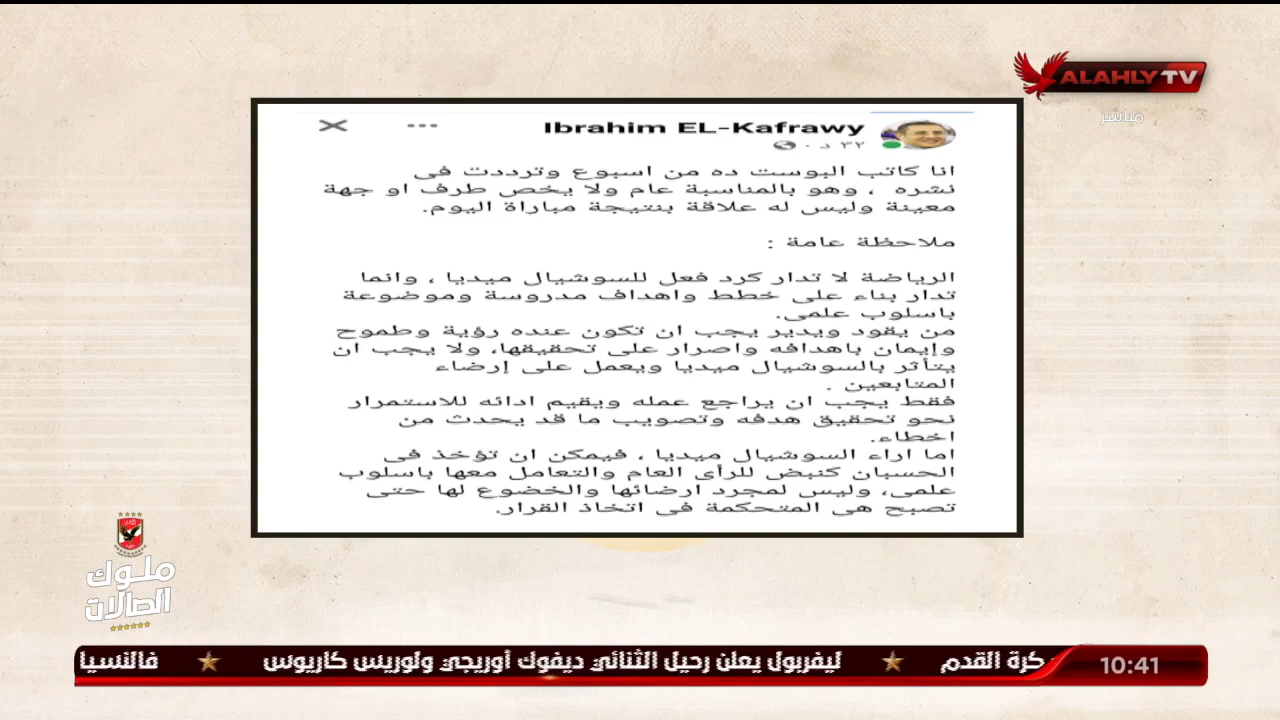 ALAHLY TV
مباشر
Ibrahim EL-Kafrawy
٣٢ د
انا كاتب البوست ده من اسبوع وترددت فى
نشره ، وهو بالمناسبة عام ولا يخص طرف او جهة
معينة وليس له علاقة بنتيجة مباراة اليوم.
ملاحظة عامة :
الرياضة لا تدار كرد فعل للسوشيال ميديا ، وانما
تدار بناء على خطط واهداف مدروسة وموضوعة
باسلوب علمى.
من يقود ويدير يجب ان تكون عنده رؤية وطموح
وإيمان باهدافه واصرار على تحقيقها، ولا يجب ان
يتأثر بالسوشيال ميديا ويعمل على إرضاء
المتابعين .
فقط يجب ان يراجع عمله ويقيم ادائه للاستمرار
نحو تحقيق هدفه وتصويب ما قد يحدث من
اخطاء.
اما اراء السوشيال ميديا ، فيمكن ان تؤخذ فى
الحسبان كنبض للرأى العام والتعامل معها باسلوب
علمى، وليس لمجرد ارضائها والخضوع لها حتى
تصبح هى المتحكمة فى اتخاذ القرار.
ملوك
الصالات
كرة القدم ليفربول يعلن رحيل الثنائي ديفوك أوريجي ولوريس كاريوس فالنسيا
10:41